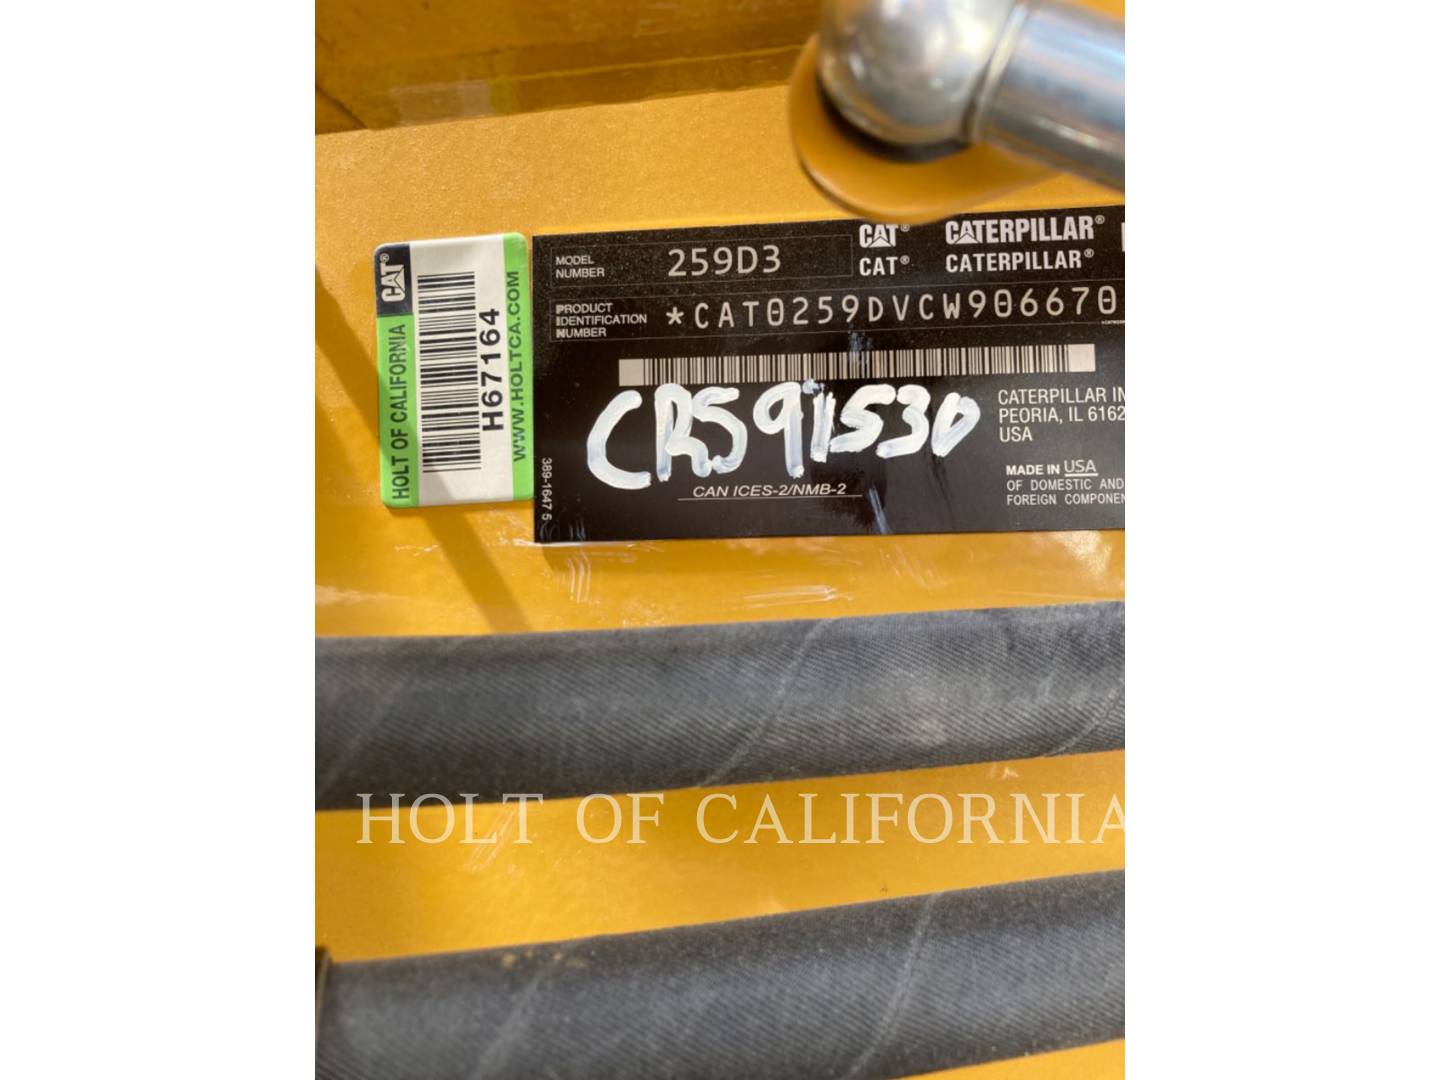 CAT
HOLT OF CALIFORNIA
H67164
WWW.HOLTCA.COM
MODEL NUMBER 259D3
CAT® CATERPILLAR®
CAT® CATERPILLAR®
PRODUCT
IDENTIFICATION
NUMBER
*CAT0259DVCW906670
CR591530
CATERPILLAR IN
PEORIA, IL 6162
USA
CAN ICES-2/NMB-2
MADE IN USA
OF DOMESTIC AND
FOREIGN COMPONEN
389-1647 5
HOLT OF CALIFORNIA